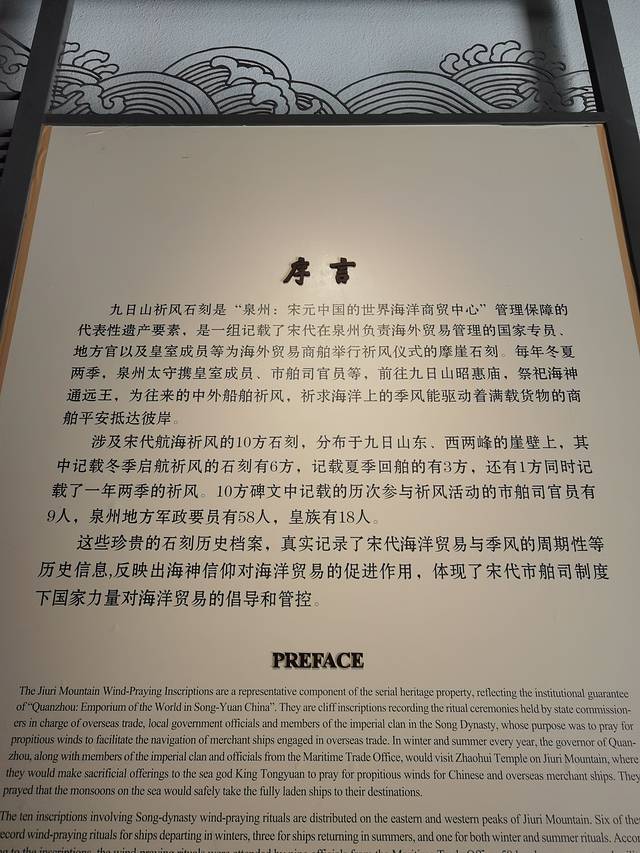 序言
九日山祈风石刻是“泉州：宋元中国的世界海洋商贸中心”管理保障的
代表性遗产要素，是一组记载了宋代在泉州负责海外贸易管理的国家专员、
地方官以及皇室成员等为海外贸易商舶举行祈风仪式的摩崖石刻。每年冬夏
两季，泉州太守携皇室成员、市舶司官员等，前往九日山昭惠庙，祭祀海神
通远王，为往来的中外船舶祈风，祈求海洋上的季风能驱动着满载货物的商
舶平安抵达彼岸。
涉及宋代航海祈风的10方石刻，分布于九日山东、西两峰的崖壁上，其
中记载冬季启航祈风的石刻有6方，记载夏季回舶的有3方，还有1方同时记
载了一年两季的祈风。10方碑文中记载的历次参与祈风活动的市舶司官员有
9人，泉州地方军政要员有58人，皇族有18人。
这些珍贵的石刻历史档案，真实记录了宋代海洋贸易与季风的周期性等
历史信息,反映出海神信仰对海洋贸易的促进作用，体现了宋代市舶司制度
下国家力量对海洋贸易的倡导和管控。
PREFACE
The Jiuri Mountain Wind-Praying Inscriptions are a representative component of the serial heritage property, reflecting the institutional guarantee
of “Quanzhou: Emporium of the World in Song-Yuan China”. They are cliff inscriptions recording the ritual ceremonies held by state commission-
ers in charge of overseas trade, local government officials and members of the imperial clan in the Song Dynasty, whose purpose was to pray for
propitious winds to facilitate the navigation of merchant ships engaged in overseas trade. In winter and summer every year, the governor of Quan-
zhou, along with members of the imperial clan and officials from the Maritime Trade Office, would visit Zhaohui Temple on Jiuri Mountain, where
they would make sacrificial offerings to the sea god King Tongyuan to pray for propitious winds for Chinese and overseas merchant ships. They
prayed that the monsoons on the sea would safely take the fully laden ships to their destinations.
The ten inscriptions involving Song-dynasty wind-praying rituals are distributed on the eastern and western peaks of Jiuri Mountain. Six of the
record wind-praying rituals for ships departing in winters, three for ships returning in summers, and one for both winter and summer rituals. Accor
to the inscriptions, the wind-praying rituals were attended by nine officials from the Maritime Trade Office, 58